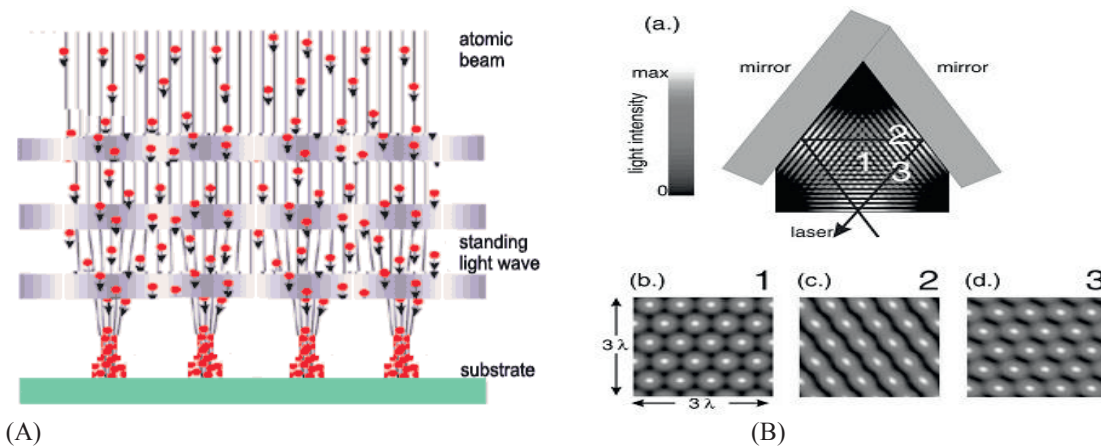 atomic
beam
standing
light wave
substrate
(A)
(a.)
mirror
mirror
max
light intensity
0
2
1
3
laser
(b.) 1
(c.) 2
(d.) 3
3 λ
3 λ
(B)